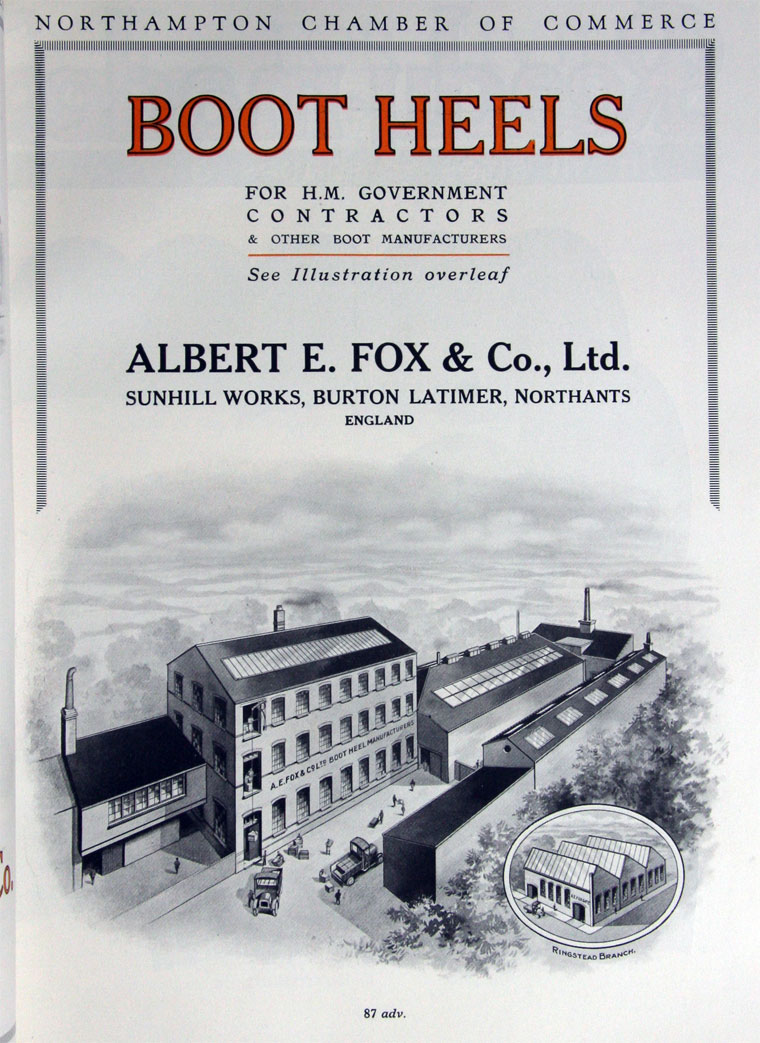 NORTHAMPTON CHAMBER OF COMMERCE
BOOT HEELS
FOR H.M. GOVERNMENT
CONTRACTORS
& OTHER BOOT MANUFACTURERS
See Illustration overleaf
ALBERT E. FOX & Co., Ltd.
SUNHILL WORKS, BURTON LATIMER, NORTHANTS
ENGLAND
A. E. FOX & CO LTD BOOT HEEL MANUFACTURERS
RINGSTEAD BRANCH.
Co.
87 adv.